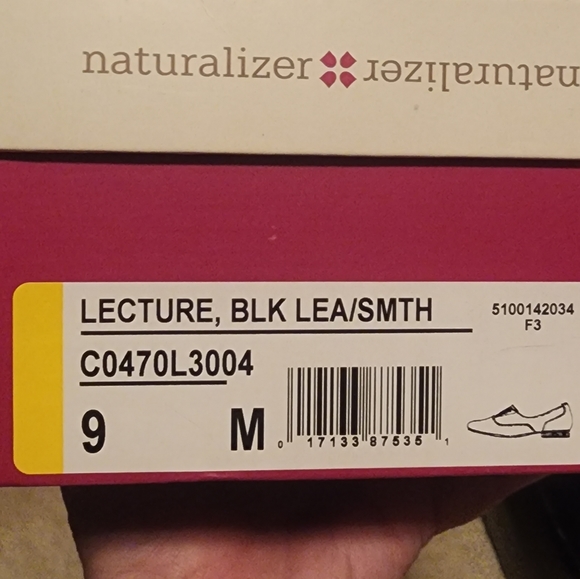 naturalizer naturalizer
LECTURE, BLK LEA/SMTH
5100142034
F3
C0470L3004
9 M
0 17133 87535 1